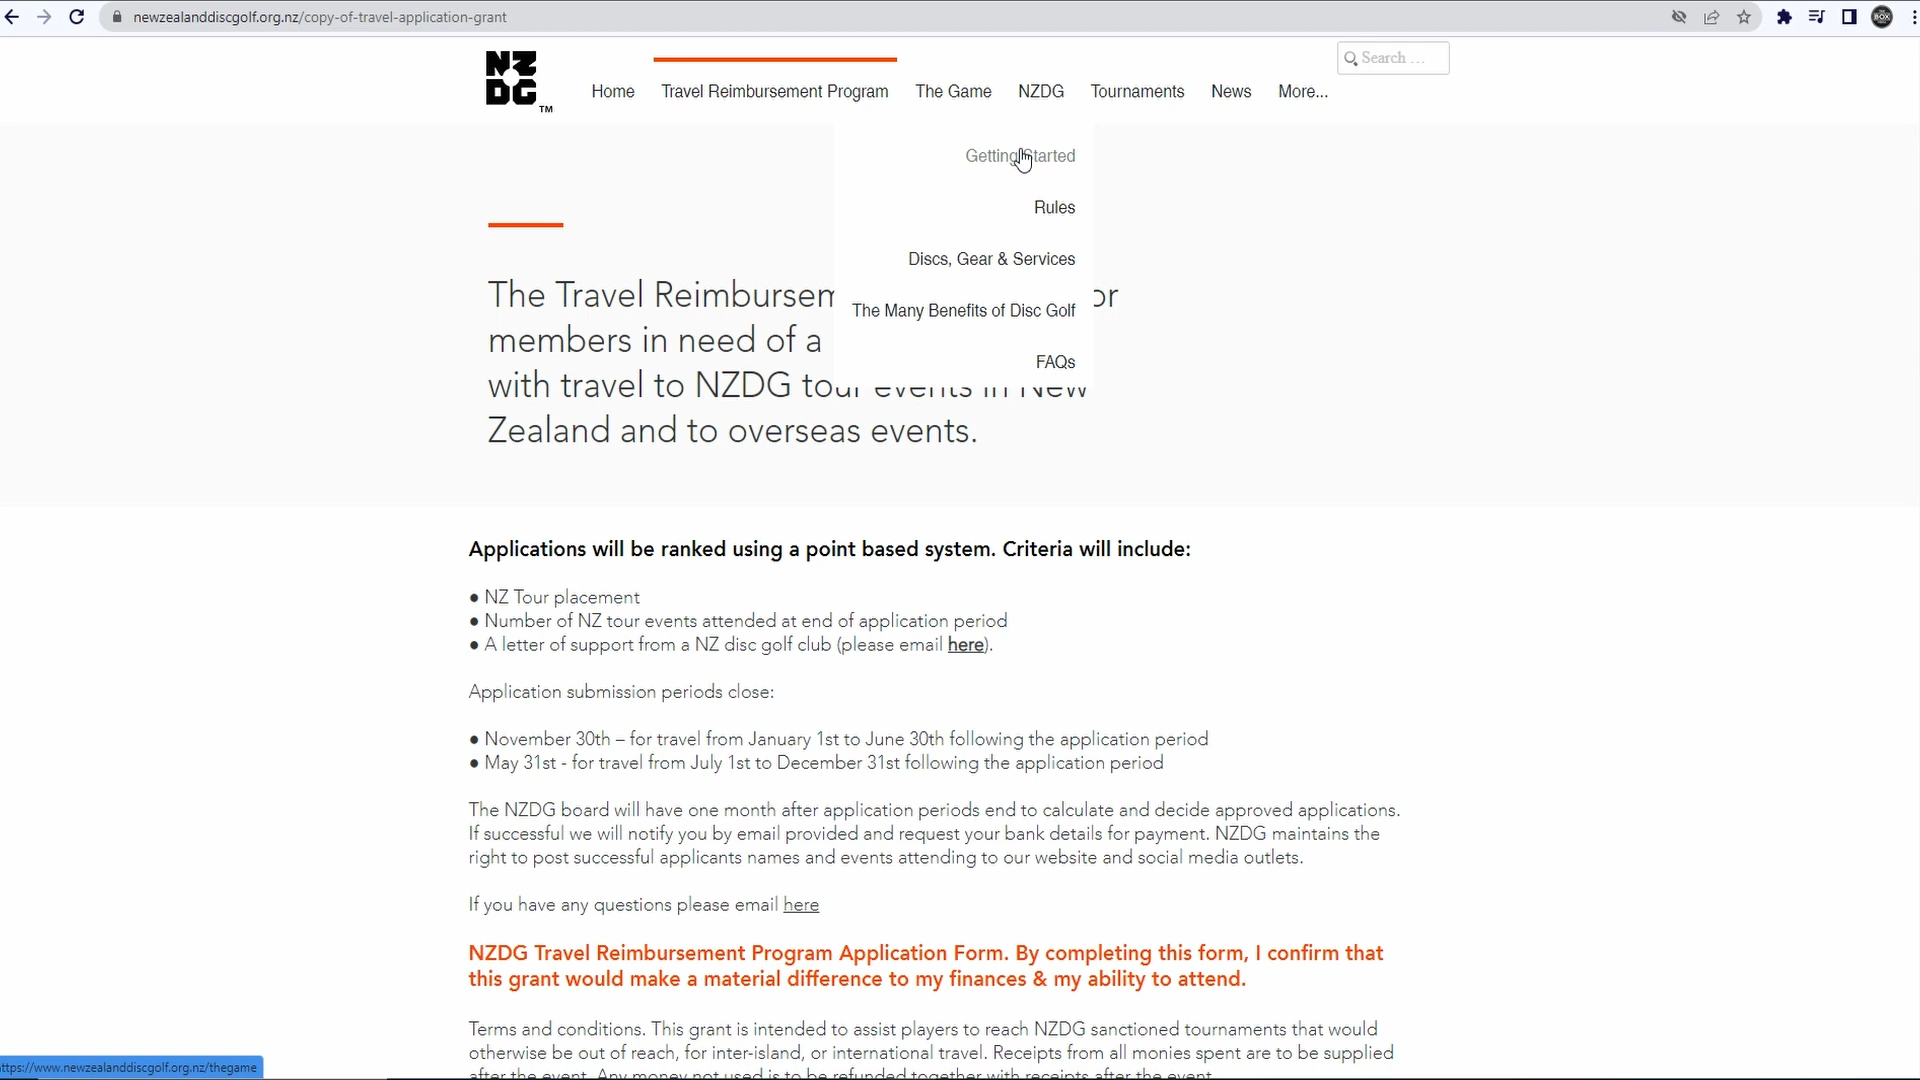 newzealanddiscgolf.org.nz/copy-of-travel-application-grant
NZ
DG
TM
Search ...
Home
Travel Reimbursement Program
The Game
NZDG
Tournaments
News
More...
Getting Started
Rules
Discs, Gear & Services
The Many Benefits of Disc Golf
FAQs
The Travel Reimbursem or
members in need of a
with travel to NZDG tour events in New
Zealand and to overseas events.
Applications will be ranked using a point based system. Criteria will include:
● NZ Tour placement
● Number of NZ tour events attended at end of application period
● A letter of support from a NZ disc golf club (please email here).
Application submission periods close:
● November 30th – for travel from January 1st to June 30th following the application period
● May 31st - for travel from July 1st to December 31st following the application period
The NZDG board will have one month after application periods end to calculate and decide approved applications.
If successful we will notify you by email provided and request your bank details for payment. NZDG maintains the
right to post successful applicants names and events attending to our website and social media outlets.
If you have any questions please email here
NZDG Travel Reimbursement Program Application Form. By completing this form, I confirm that
this grant would make a material difference to my finances & my ability to attend.
Terms and conditions. This grant is intended to assist players to reach NZDG sanctioned tournaments that would
otherwise be out of reach, for inter-island, or international travel. Receipts from all monies spent are to be supplied
after the event. Any money not used is to be refunded together with receipts after the event.
ttps://www.newzealanddiscgolf.org.nz/thegame